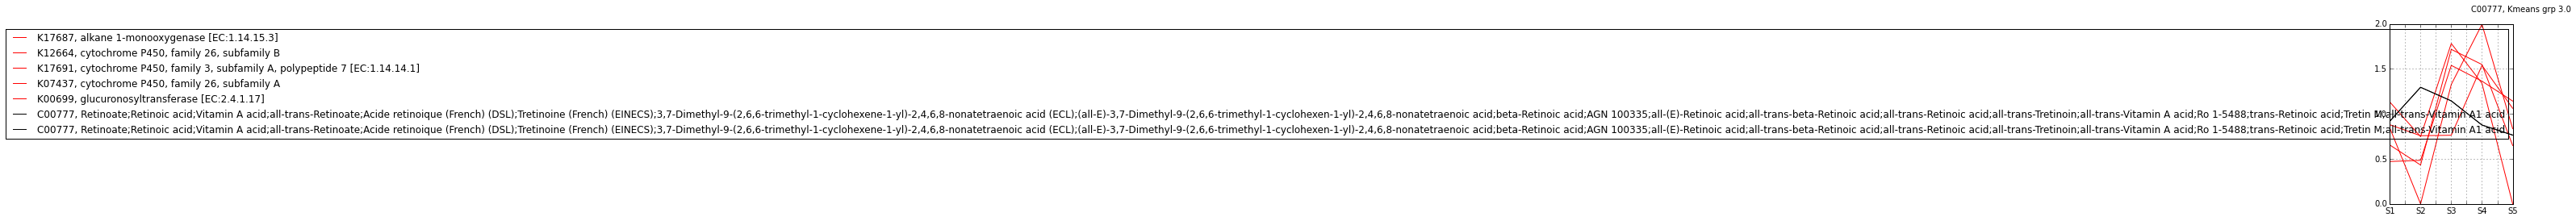 C00777, Kmeans grp 3.0
K17687, alkane 1-monooxygenase [EC:1.14.15.3]
K12664, cytochrome P450, family 26, subfamily B
K17691, cytochrome P450, family 3, subfamily A, polypeptide 7 [EC:1.14.14.1]
K07437, cytochrome P450, family 26, subfamily A
K00699, glucuronosyltransferase [EC:2.4.1.17]
C00777, Retinoate;Retinoic acid;Vitamin A acid;all-trans-Retinoate;Acide retinoique (French) (DSL);Tretinoine (French) (EINECS);3,7-Dimethyl-9-(2,6,6-trimethyl-1-cyclohexene-1-yl)-2,4,6,8-nonatetraenoic acid (ECL);(all-E)-3,7-Dimethyl-9-(2,6,6-trimethyl-1-cyclohexen-1-yl)-2,4,6,8-nonatetraenoic acid;beta-Retinoic acid;AGN 100335;all-(E)-Retinoic acid;all-trans-beta-Retinoic acid;all-trans-Retinoic acid;all-trans-Tretinoin;all-trans-Vitamin A acid;Ro 1-5488;trans-Retinoic acid;Tretin M;all-trans-Vitamin A1 acid
C00777, Retinoate;Retinoic acid;Vitamin A acid;all-trans-Retinoate;Acide retinoique (French) (DSL);Tretinoine (French) (EINECS);3,7-Dimethyl-9-(2,6,6-trimethyl-1-cyclohexene-1-yl)-2,4,6,8-nonatetraenoic acid (ECL);(all-E)-3,7-Dimethyl-9-(2,6,6-trimethyl-1-cyclohexen-1-yl)-2,4,6,8-nonatetraenoic acid;beta-Retinoic acid;AGN 100335;all-(E)-Retinoic acid;all-trans-beta-Retinoic acid;all-trans-Retinoic acid;all-trans-Tretinoin;all-trans-Vitamin A acid;Ro 1-5488;trans-Retinoic acid;Tretin M;all-trans-Vitamin A1 acid
2.0
1.5
0.5
0.0
S1 S2 S3 S4 S5